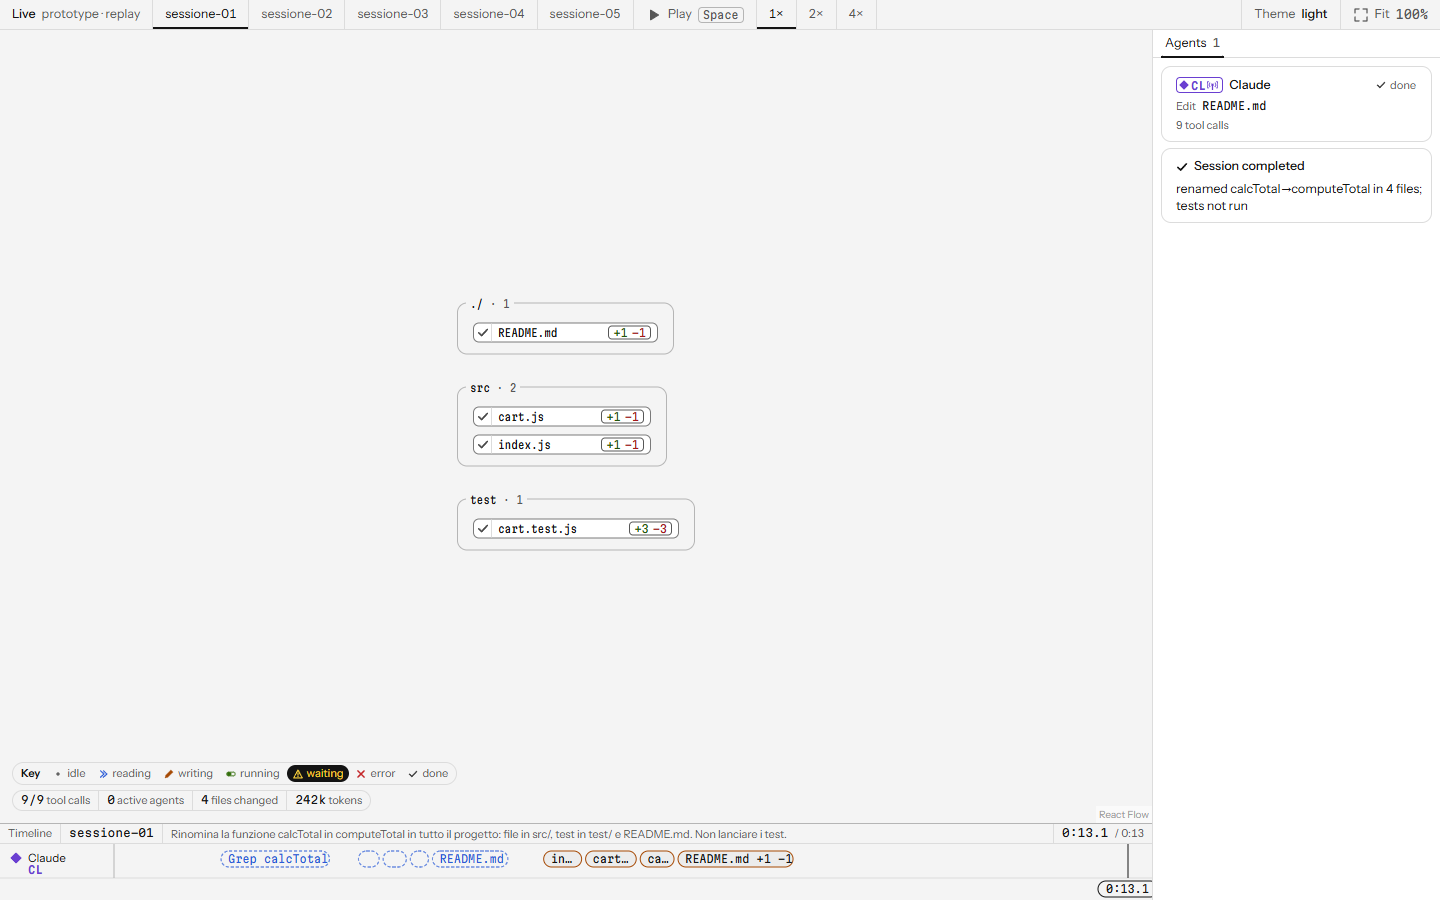 Live prototype · replay sessione-01 sessione-02 sessione-03 sessione-04 sessione-05 Play Space 1× 2× 4× Theme light Fit 100%
Agents 1
CL Claude done
Edit README.md
9 tool calls
Session completed
renamed calcTotal→computeTotal in 4 files;
tests not run
./ · 1
README.md +1 −1
src · 2
cart.js +1 −1
index.js +1 −1
test · 1
cart.test.js +3 −3
Key idle reading writing running waiting error done
9/9 tool calls 0 active agents 4 files changed 242k tokens
React Flow
Timeline sessione-01 Rinomina la funzione calcTotal in computeTotal in tutto il progetto: file in src/, test in test/ e README.md. Non lanciare i test. 0:13.1 / 0:13
Claude
CL
Grep calcTotal README.md in… cart… ca… README.md +1 −1
0:13.1